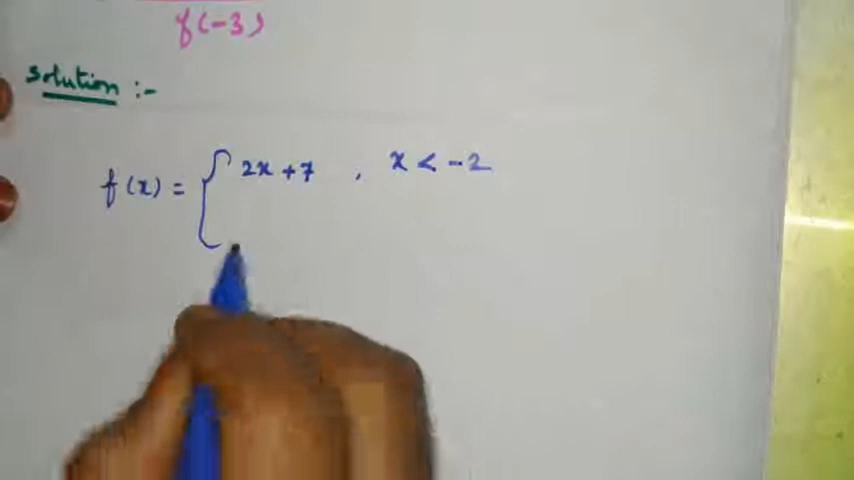 f(-3)
Solution :-
f(x) = { 2x + 7 , x < -2